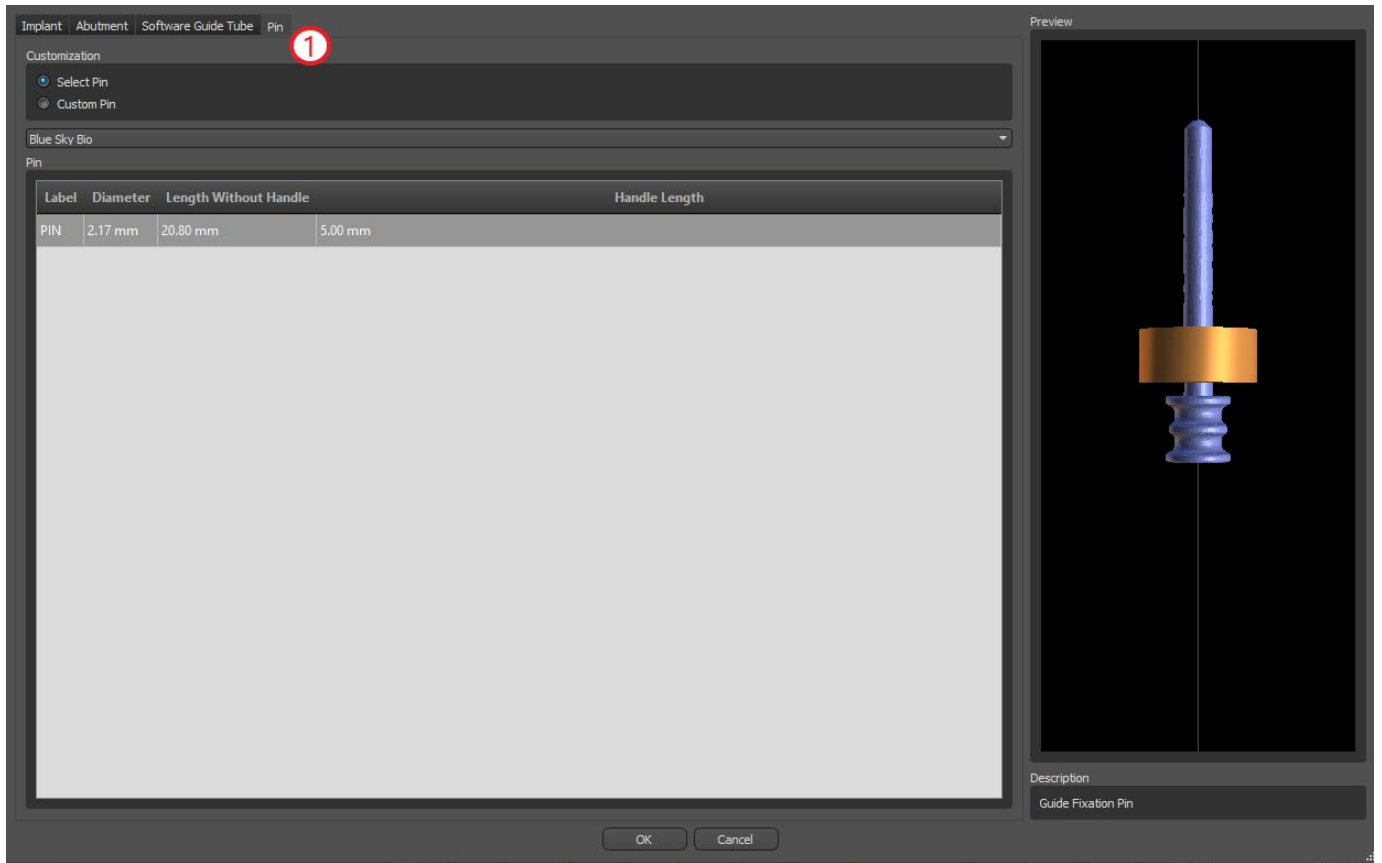 Implant Abutment Software Guide Tube Pin
1
Customization
Select Pin
Custom Pin
Blue Sky Bio
Pin
Label Diameter Length Without Handle Handle Length
PIN 2.17 mm 20.80 mm 5.00 mm
Preview
Description
Guide Fixation Pin
OK Cancel